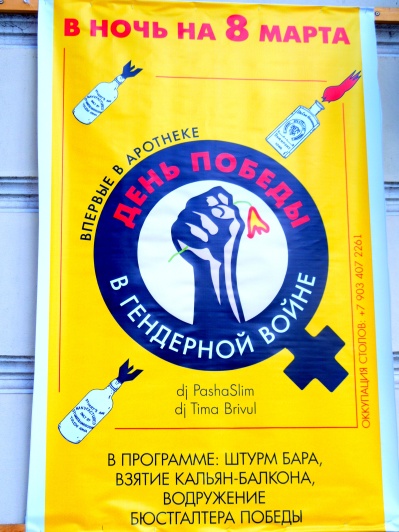 В НОЧЬ НА 8 МАРТА
ВПЕРВЫЕ В АРОТНЕКЕ
ДЕНЬ ПОБЕДЫ
В ГЕНДЕРНОЙ ВОЙНЕ
ОККУПАЦИЯ СТОЛОВ: +7 903 407 2261
dj PashaSlim
dj Tima Brivul
В ПРОГРАММЕ: ШТУРМ БАРА,
ВЗЯТИЕ КАЛЬЯН-БАЛКОНА,
ВОДРУЖЕНИЕ
БЮСТГАЛТЕРА ПОБЕДЫ